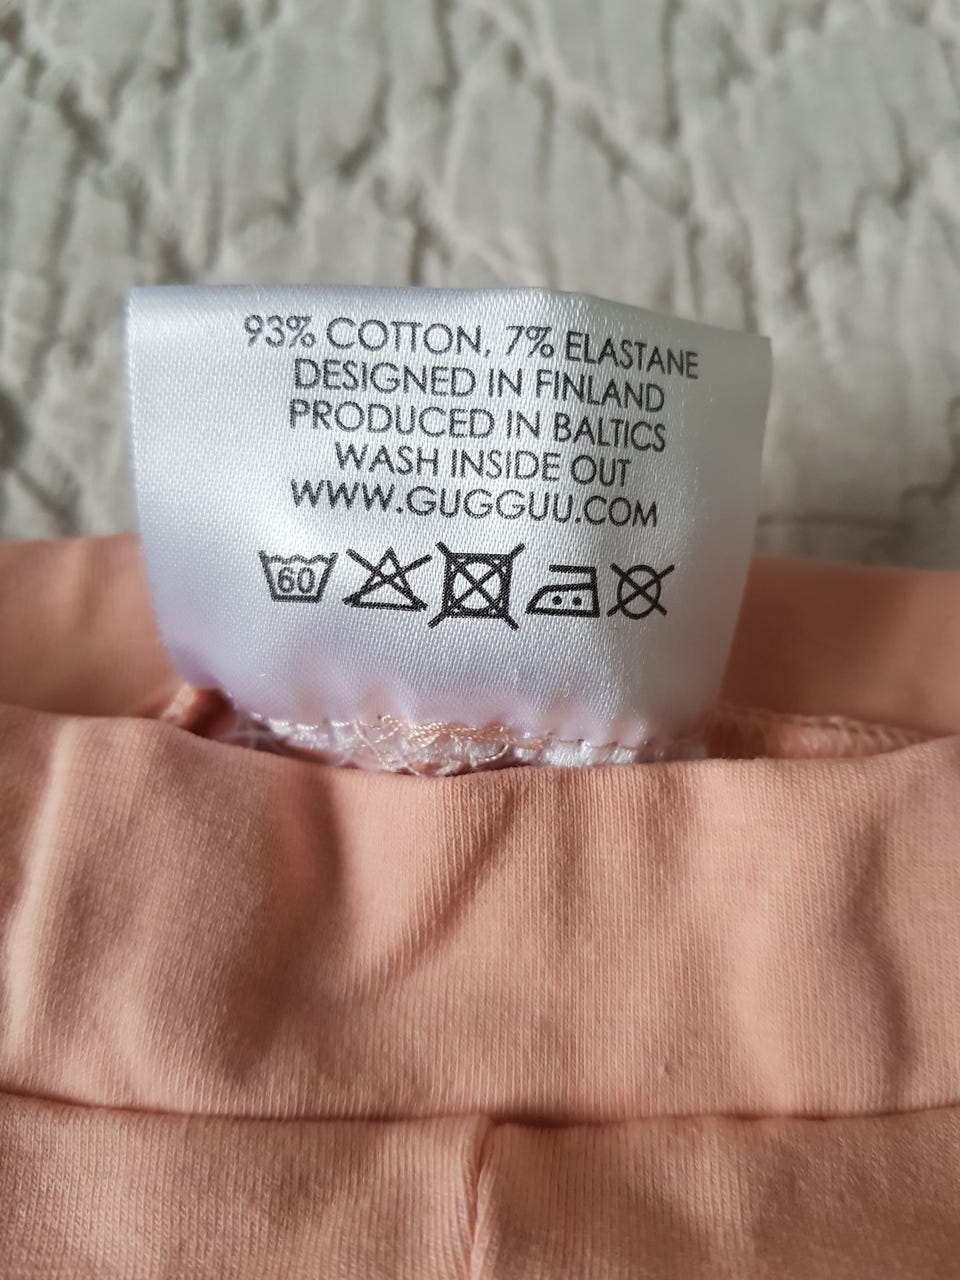 93% COTTON, 7% ELASTANE
DESIGNED IN FINLAND
PRODUCED IN BALTICS
WASH INSIDE OUT
WWW.GUGGUU.COM
60